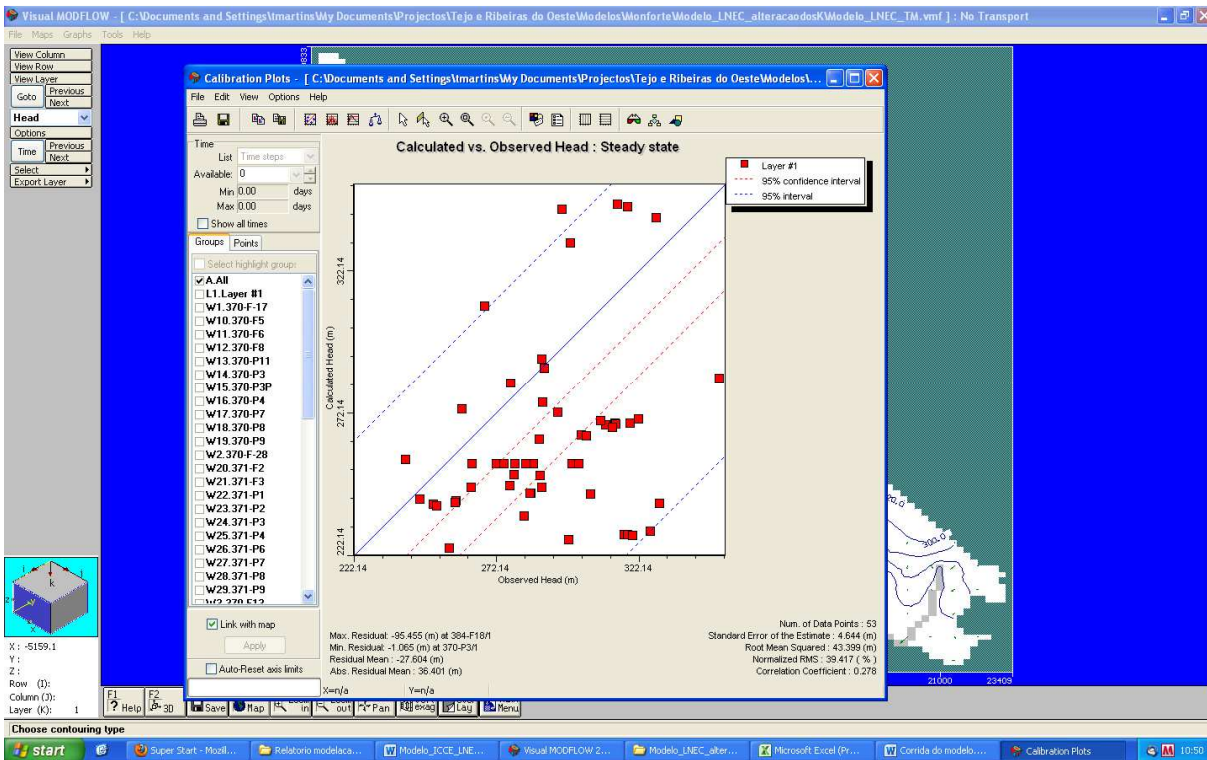 Visual MODFLOW - [ C:\Documents and Settings\tmartins\My Documents\Projectos\Tejo e Ribeiras do Oeste\Modelos\Monforte\Modelo_LNEC_alteracaodosK\Modelo_LNEC_TM.vmf ] : No Transport
File Maps Graphs Tools Help
View Column
View Row
View Layer
Goto
Previous
Next
Head
Options
Time
Previous
Next
Select
Export Layer
Calibration Plots - [ C:\Documents and Settings\tmartins\My Documents\Projectos\Tejo e Ribeiras do Oeste\Modelos\...
File Edit View Options Help
Time
List Time steps
Available: 0
Min 0.00 days
Max 0.00 days
Show all times
Groups Points
Select highlight group:
A.All
L1.Layer #1
W1.370-F-17
W10.370-F5
W11.370-F6
W12.370-F8
W13.370-P11
W14.370-P3
W15.370-P3P
W16.370-P4
W17.370-P7
W18.370-P8
W19.370-P9
W2.370-F-28
W20.371-F2
W21.371-F3
W22.371-P1
W23.371-P2
W24.371-P3
W25.371-P4
W26.371-P6
W27.371-P7
W28.371-P8
W29.371-P9
W3.370-F12
Link with map
Apply
Auto-Reset axis limits
Calculated vs. Observed Head : Steady state
Layer #1
95% confidence interval
95% interval
Calculated Head (m)
322.14
272.14
222.14
222.14 272.14 322.14
Observed Head (m)
Max. Residual: -95.455 (m) at 384-F18/1
Min. Residual: -1.065 (m) at 370-P3/1
Residual Mean : -27.604 (m)
Abs. Residual Mean : 36.401 (m)
Num. of Data Points : 53
Standard Error of the Estimate : 4.644 (m)
Root Mean Squared : 43.399 (m)
Normalized RMS : 39.417 ( % )
Correlation Coefficient : 0.278
X=n/a Y=n/a
300.0
21000 23409
X : -5159.1
Y :
Z :
Row (I):
Column (J):
Layer (K): 1
F1 ? Help
F2 3D
Save
Map
in
out
Pan
exag
Lay
Menu
Choose contouring type
start
Super Start - Mozill...
Relatorio modelaca...
Modelo_ICCE_LNE...
Visual MODFLOW 2...
Modelo_LNEC_alter...
Microsoft Excel (Pr...
Corrida do modelo....
Calibration Plots
10:50